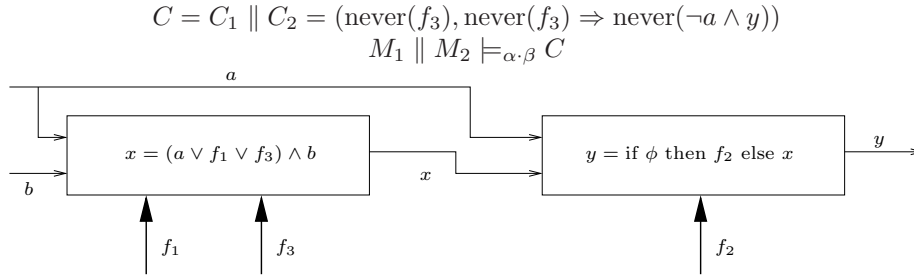 C = C₁ ∥ C₂ = (never(f₃), never(f₃) ⇒ never(¬a ∧ y))
M₁ ∥ M₂ ⊨α·β C
a
x = (a ∨ f₁ ∨ f₃) ∧ b
y = if ϕ then f₂ else x
y
b
x
f₁
f₃
f₂